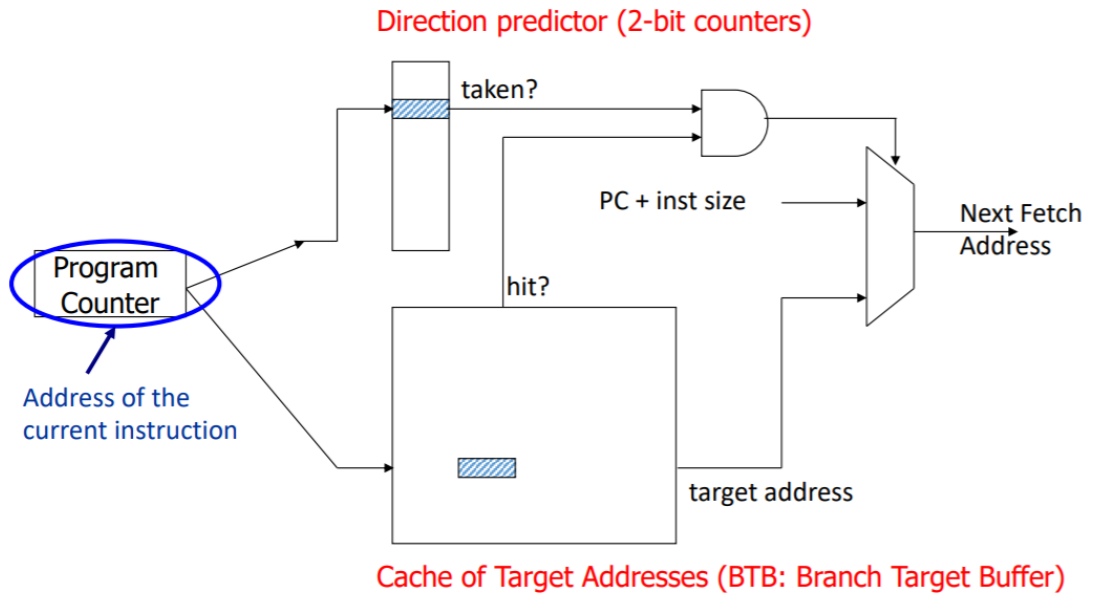 Direction predictor (2-bit counters)
taken?
PC + inst size
Next Fetch
Address
Program
Counter
hit?
Address of the
current instruction
target address
Cache of Target Addresses (BTB: Branch Target Buffer)